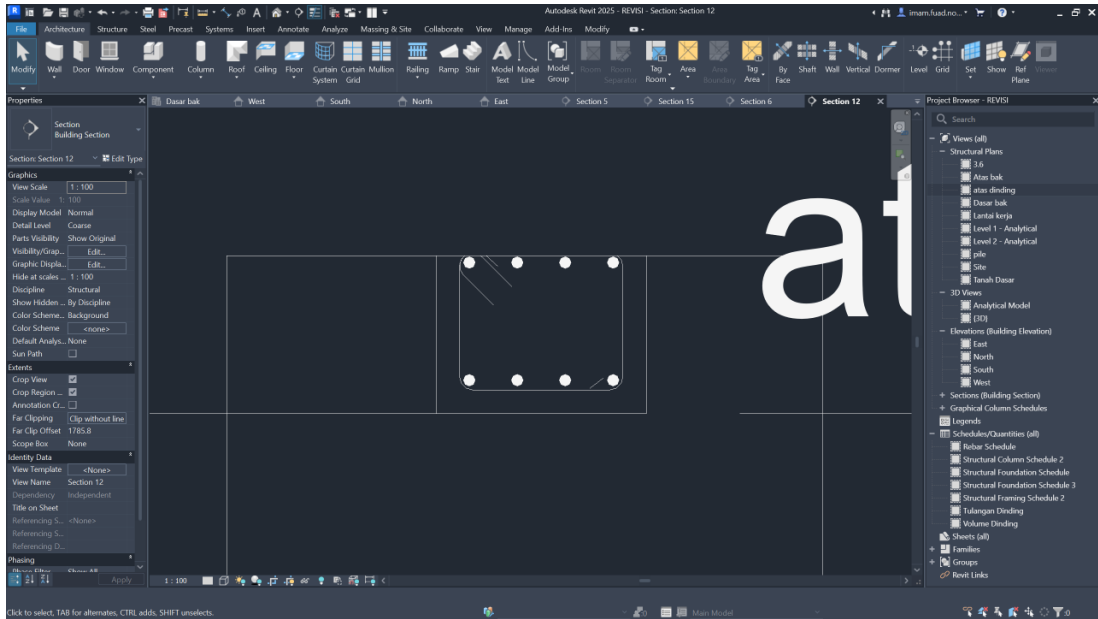 Autodesk Revit 2025 - REVISI - Section: Section 12
imam.fuad.no...
File Architecture Structure Steel Precast Systems Insert Annotate Analyze Massing & Site Collaborate View Manage Add-Ins Modify
Modify Wall Door Window Component Column Roof Ceiling Floor Curtain System Curtain Grid Mullion Railing Ramp Stair Model Text Model Line Model Group Room Room Separator Tag Room Area Area Boundary Tag Area By Face Shaft Wall Vertical Dormer Level Grid Set Show Ref Plane Viewer
Properties
Dasar bak West South North East Section 5 Section 15 Section 6 Section 12
Project Browser - REVISI
Section
Building Section
Section: Section 12 Edit Type
Graphics
View Scale 1 : 100
Scale Value 1: 100
Display Model Normal
Detail Level Coarse
Parts Visibility Show Original
Visibility/Grap... Edit...
Graphic Displa... Edit...
Hide at scales ... 1 : 100
Discipline Structural
Show Hidden ... By Discipline
Color Scheme... Background
Color Scheme <none>
Default Analys... None
Sun Path
Extents
Crop View
Crop Region ...
Annotation Cr...
Far Clipping Clip without line
Far Clip Offset 1785.8
Scope Box None
Identity Data
View Template <None>
View Name Section 12
Dependency Independent
Title on Sheet
Referencing S... <None>
Referencing S...
Referencing D...
Phasing
Phase Filter Show All
Apply
at
Search
Views (all)
Structural Plans
3.6
Atas bak
atas dinding
Dasar bak
Lantai kerja
Level 1 - Analytical
Level 2 - Analytical
pile
Site
Tanah Dasar
3D Views
Analytical Model
{3D}
Elevations (Building Elevation)
East
North
South
West
Sections (Building Section)
Graphical Column Schedules
Legends
Schedules/Quantities (all)
Rebar Schedule
Structural Column Schedule 2
Structural Foundation Schedule
Structural Foundation Schedule 3
Structural Framing Schedule 2
Tulangan Dinding
Volume Dinding
Sheets (all)
Families
Groups
Revit Links
1 : 100
Click to select, TAB for alternates, CTRL adds, SHIFT unselects.
Main Model
:0